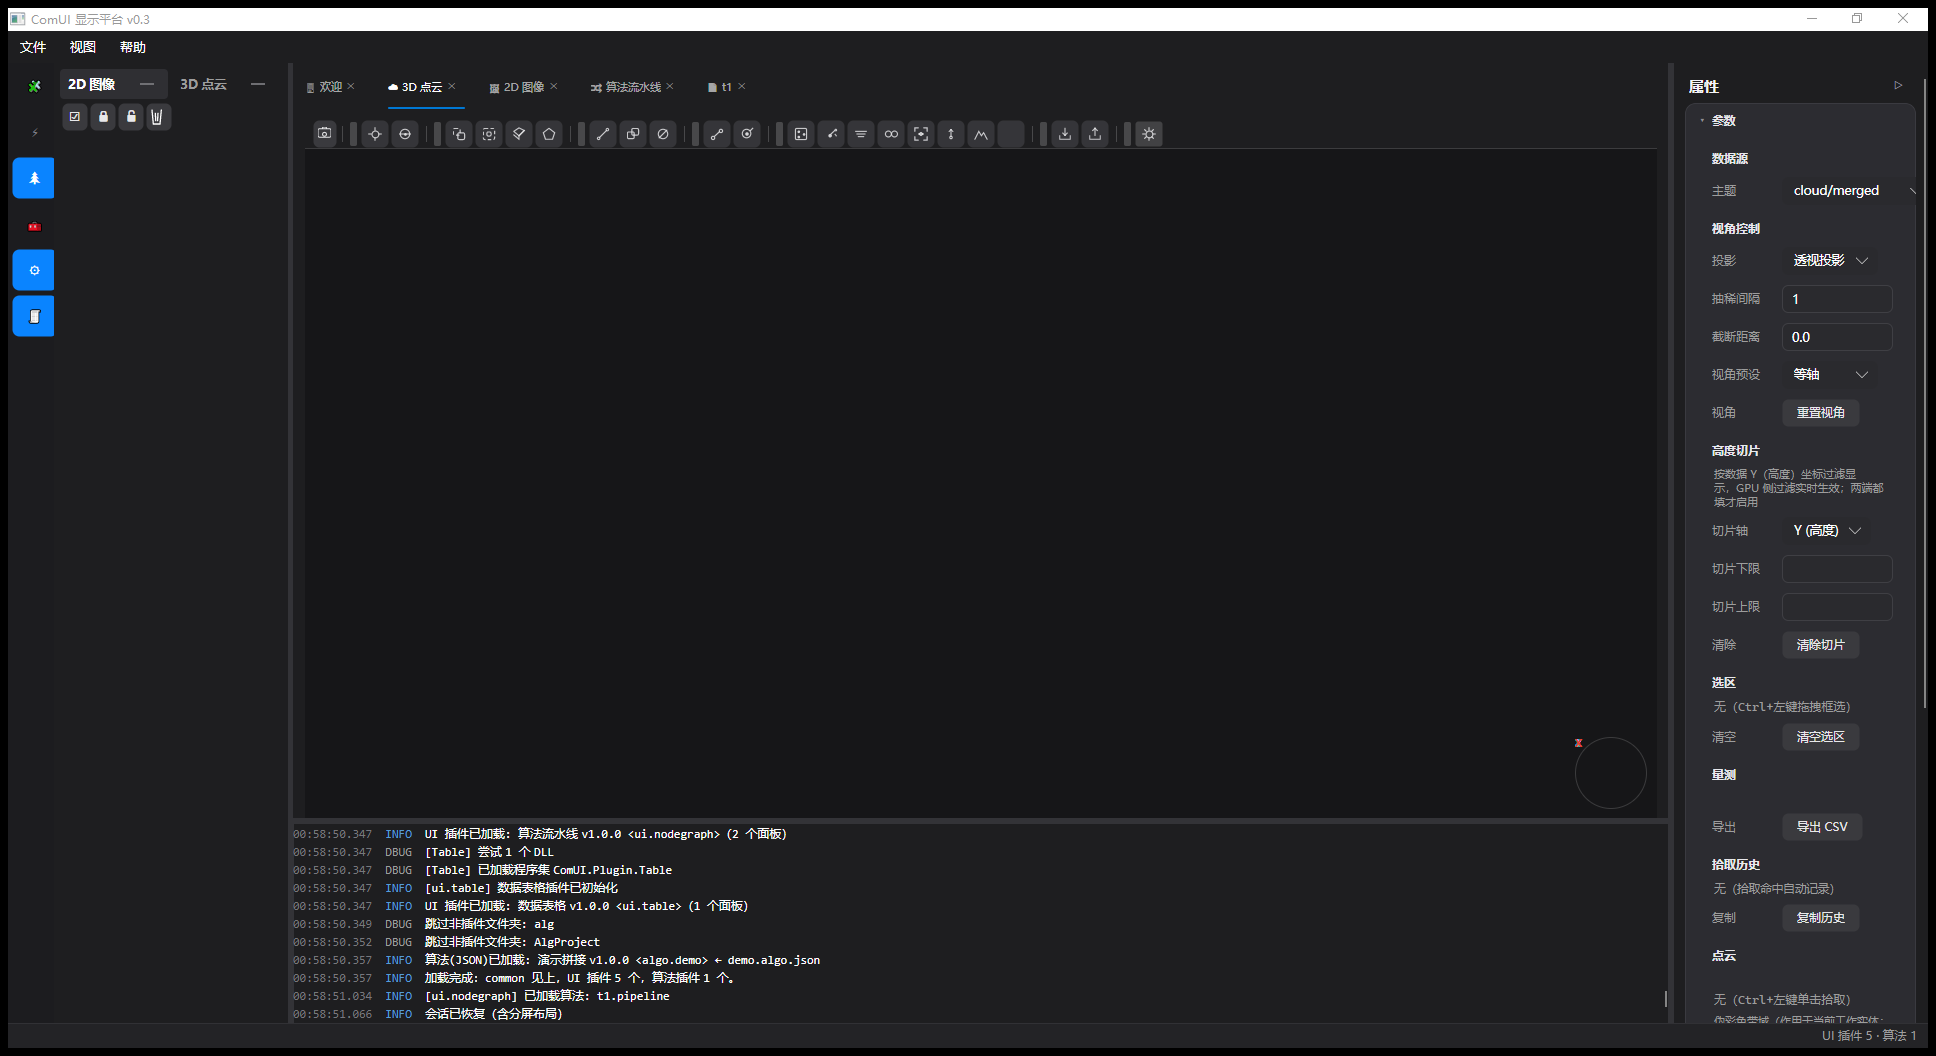 ComUI 显示平台 v0.3
文件 视图 帮助
2D 图像 3D 点云
欢迎 3D 点云 2D 图像 算法流水线 t1
属性
参数
数据源
主题 cloud/merged
视角控制
投影 透视投影
抽稀间隔 1
截断距离 0.0
视角预设 等轴
视角 重置视角
高度切片
按数据 Y（高度）坐标过滤显
示，GPU 侧过滤实时生效；两端都
填才启用
切片轴 Y (高度)
切片下限
切片上限
清除 清除切片
选区
无（Ctrl+左键拖拽框选）
清空 清空选区
量测
导出 导出 CSV
拾取历史
无（拾取命中自动记录）
复制 复制历史
点云
无（Ctrl+左键单击拾取）
伪彩色带域（作用于当前工作实体：
00:58:50.347 INFO UI 插件已加载: 算法流水线 v1.0.0 <ui.nodegraph> (2 个面板)
00:58:50.347 DBUG [Table] 尝试 1 个 DLL
00:58:50.347 DBUG [Table] 已加载程序集 ComUI.Plugin.Table
00:58:50.347 INFO [ui.table] 数据表格插件已初始化
00:58:50.347 INFO UI 插件已加载: 数据表格 v1.0.0 <ui.table> (1 个面板)
00:58:50.349 DBUG 跳过非插件文件夹: alg
00:58:50.352 DBUG 跳过非插件文件夹: AlgProject
00:58:50.357 INFO 算法(JSON)已加载: 演示拼接 v1.0.0 <algo.demo> ← demo.algo.json
00:58:50.357 INFO 加载完成: common 见上，UI 插件 5 个，算法插件 1 个。
00:58:51.034 INFO [ui.nodegraph] 已加载算法: t1.pipeline
00:58:51.066 INFO 会话已恢复（含分屏布局）
UI 插件 5 · 算法 1